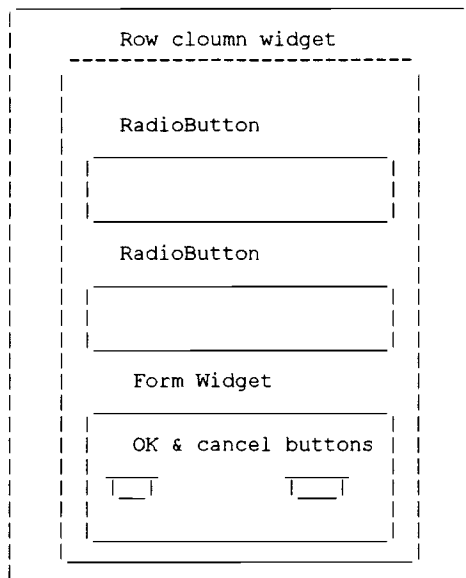 Row cloumn widget
RadioButton
RadioButton
Form Widget
OK & cancel buttons